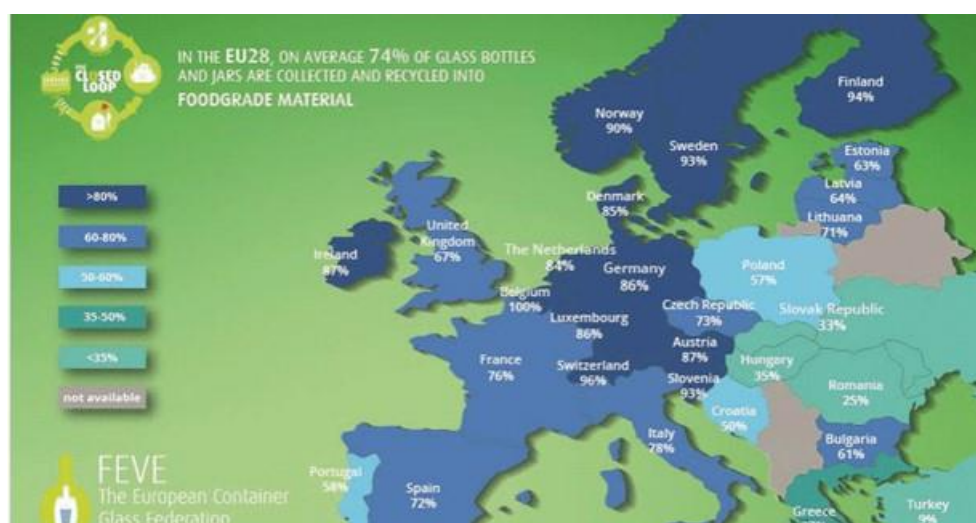 THE
CLOSED
LOOP
IN THE EU28, ON AVERAGE 74% OF GLASS BOTTLES
AND JARS ARE COLLECTED AND RECYCLED INTO
FOODGRADE MATERIAL
>80%
60-80%
50-60%
35-50%
<35%
not available
Finland
94%
Norway
90%
Sweden
93%
Estonia
63%
Latvia
64%
Lithuana
71%
Denmark
85%
United
Kingdom
67%
Ireland
87%
The Netherlands
84%
Germany
86%
Poland
57%
Belgium
100%
Czech Republic
73%
Slovak Republic
33%
Luxembourg
86%
Austria
87%
France
76%
Switzerland
96%
Hungary
35%
Slovenia
93%
Romania
25%
Croatia
50%
Italy
78%
Bulgaria
61%
Portugal
58%
Spain
72%
Greece
Turkey
9%
FEVE
The European Container
Glass Federation